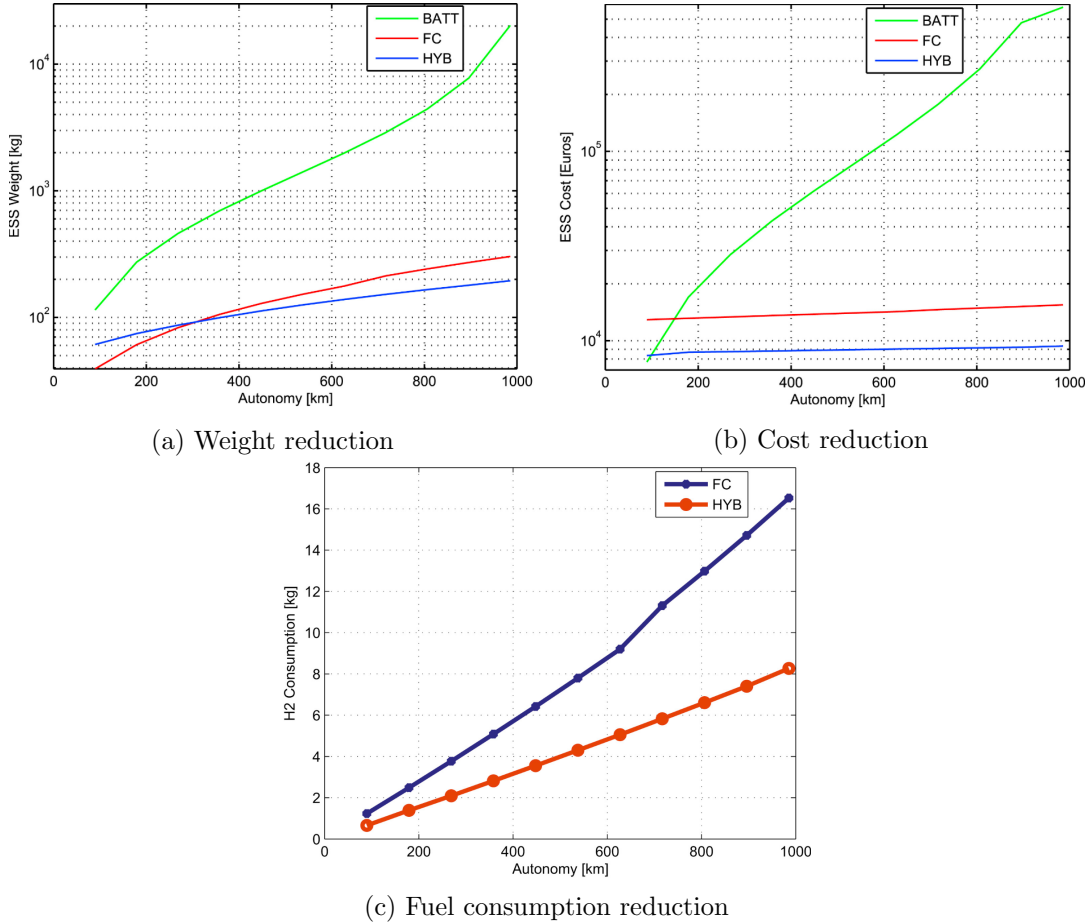 BATT
FC
HYB
ESS Weight [kg]
10^4
10^3
10^2
0 200 400 600 800 1000
Autonomy [km]
(a) Weight reduction
BATT
FC
HYB
ESS Cost [Euros]
10^5
10^4
0 200 400 600 800 1000
Autonomy [km]
(b) Cost reduction
FC
HYB
H2 Consumption [kg]
18
16
14
12
10
8
6
4
2
0
0 200 400 600 800 1000
Autonomy [km]
(c) Fuel consumption reduction